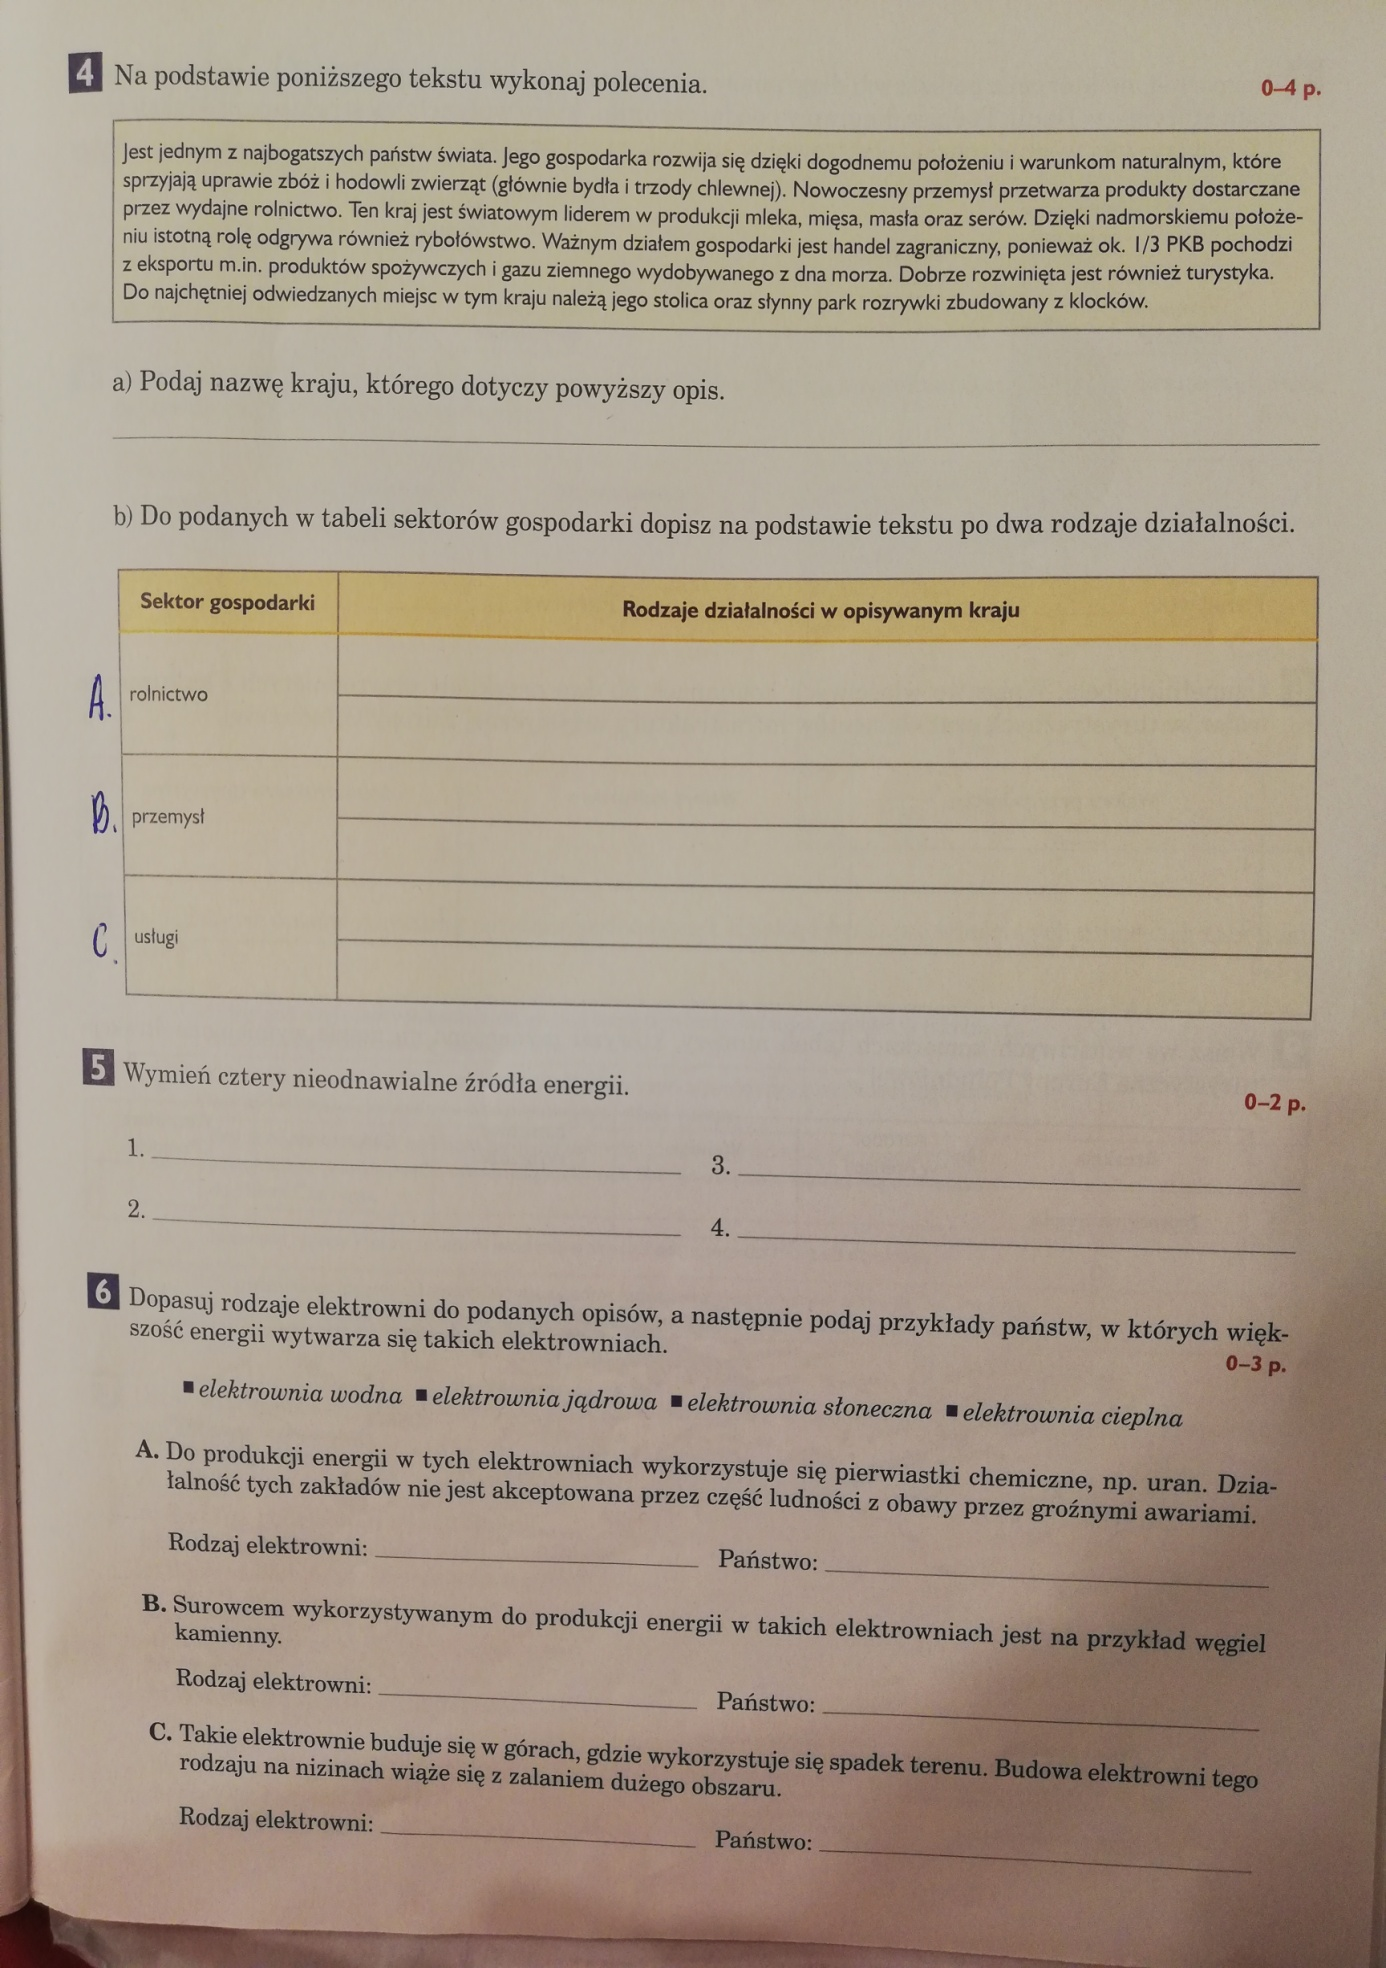 4 Na podstawie poniższego tekstu wykonaj polecenia.
0–4 p.
Jest jednym z najbogatszych państw świata. Jego gospodarka rozwija się dzięki dogodnemu położeniu i warunkom naturalnym, które
sprzyjają uprawie zbóż i hodowli zwierząt (głównie bydła i trzody chlewnej). Nowoczesny przemysł przetwarza produkty dostarczane
przez wydajne rolnictwo. Ten kraj jest światowym liderem w produkcji mleka, mięsa, masła oraz serów. Dzięki nadmorskiemu położe-
niu istotną rolę odgrywa również rybołówstwo. Ważnym działem gospodarki jest handel zagraniczny, ponieważ ok. 1/3 PKB pochodzi
z eksportu m.in. produktów spożywczych i gazu ziemnego wydobywanego z dna morza. Dobrze rozwinięta jest również turystyka.
Do najchętniej odwiedzanych miejsc w tym kraju należą jego stolica oraz słynny park rozrywki zbudowany z klocków.
a) Podaj nazwę kraju, którego dotyczy powyższy opis.
b) Do podanych w tabeli sektorów gospodarki dopisz na podstawie tekstu po dwa rodzaje działalności.
Sektor gospodarki
Rodzaje działalności w opisywanym kraju
A. rolnictwo
B. przemysł
C. usługi
5 Wymień cztery nieodnawialne źródła energii.
0–2 p.
1.
3.
2.
4.
6 Dopasuj rodzaje elektrowni do podanych opisów, a następnie podaj przykłady państw, w których więk-
szość energii wytwarza się takich elektrowniach.
0–3 p.
■ elektrownia wodna ■ elektrownia jądrowa ■ elektrownia słoneczna ■ elektrownia cieplna
A. Do produkcji energii w tych elektrowniach wykorzystuje się pierwiastki chemiczne, np. uran. Dzia-
łalność tych zakładów nie jest akceptowana przez część ludności z obawy przez groźnymi awariami.
Rodzaj elektrowni:
Państwo:
B. Surowcem wykorzystywanym do produkcji energii w takich elektrowniach jest na przykład węgiel
kamienny.
Rodzaj elektrowni:
Państwo:
C. Takie elektrownie buduje się w górach, gdzie wykorzystuje się spadek terenu. Budowa elektrowni tego
rodzaju na nizinach wiąże się z zalaniem dużego obszaru.
Rodzaj elektrowni:
Państwo: